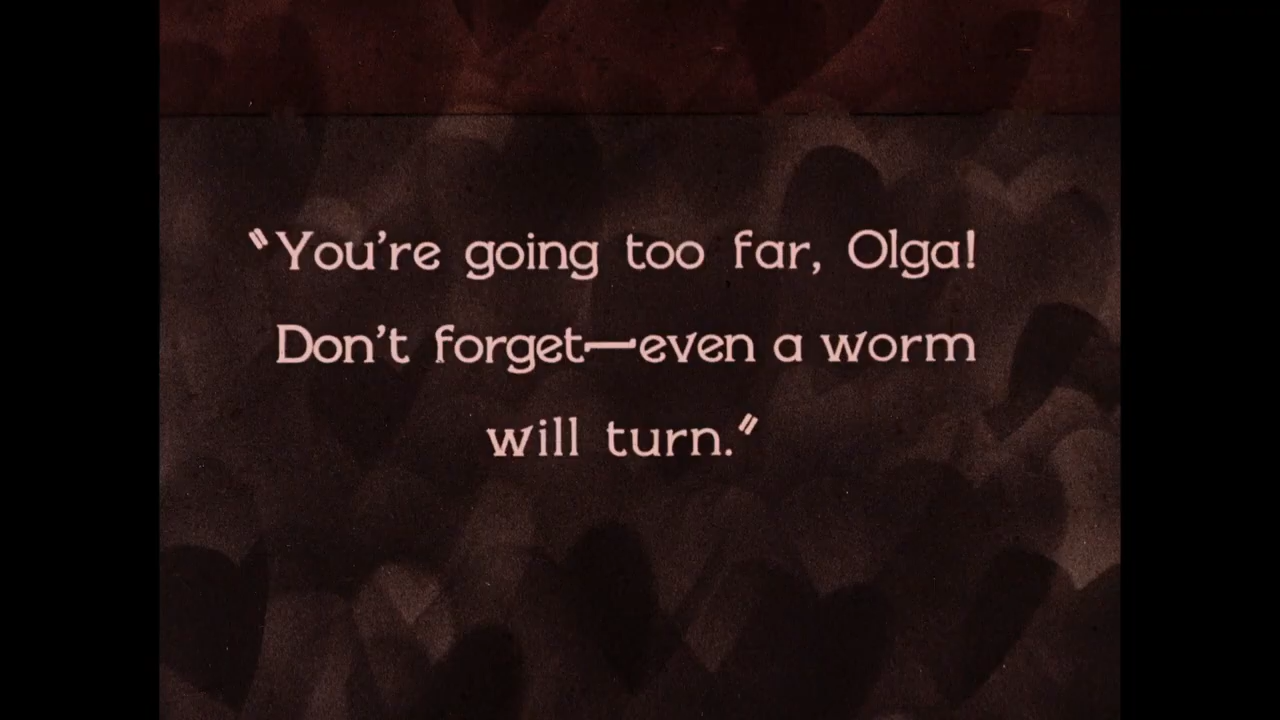 "You're going too far, Olga!
Don't forget—even a worm
will turn."